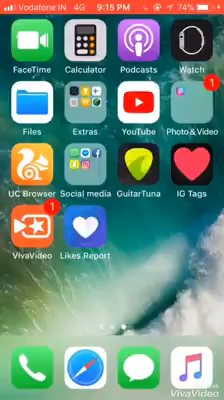 Vodafone IN 4G 9:15 PM 74%
FaceTime Calculator Podcasts Watch
1
Files Extras YouTube Photo&Video
UC Browser Social media GuitarTuna IG Tags
1
VivaVideo Likes Report
VivaVideo